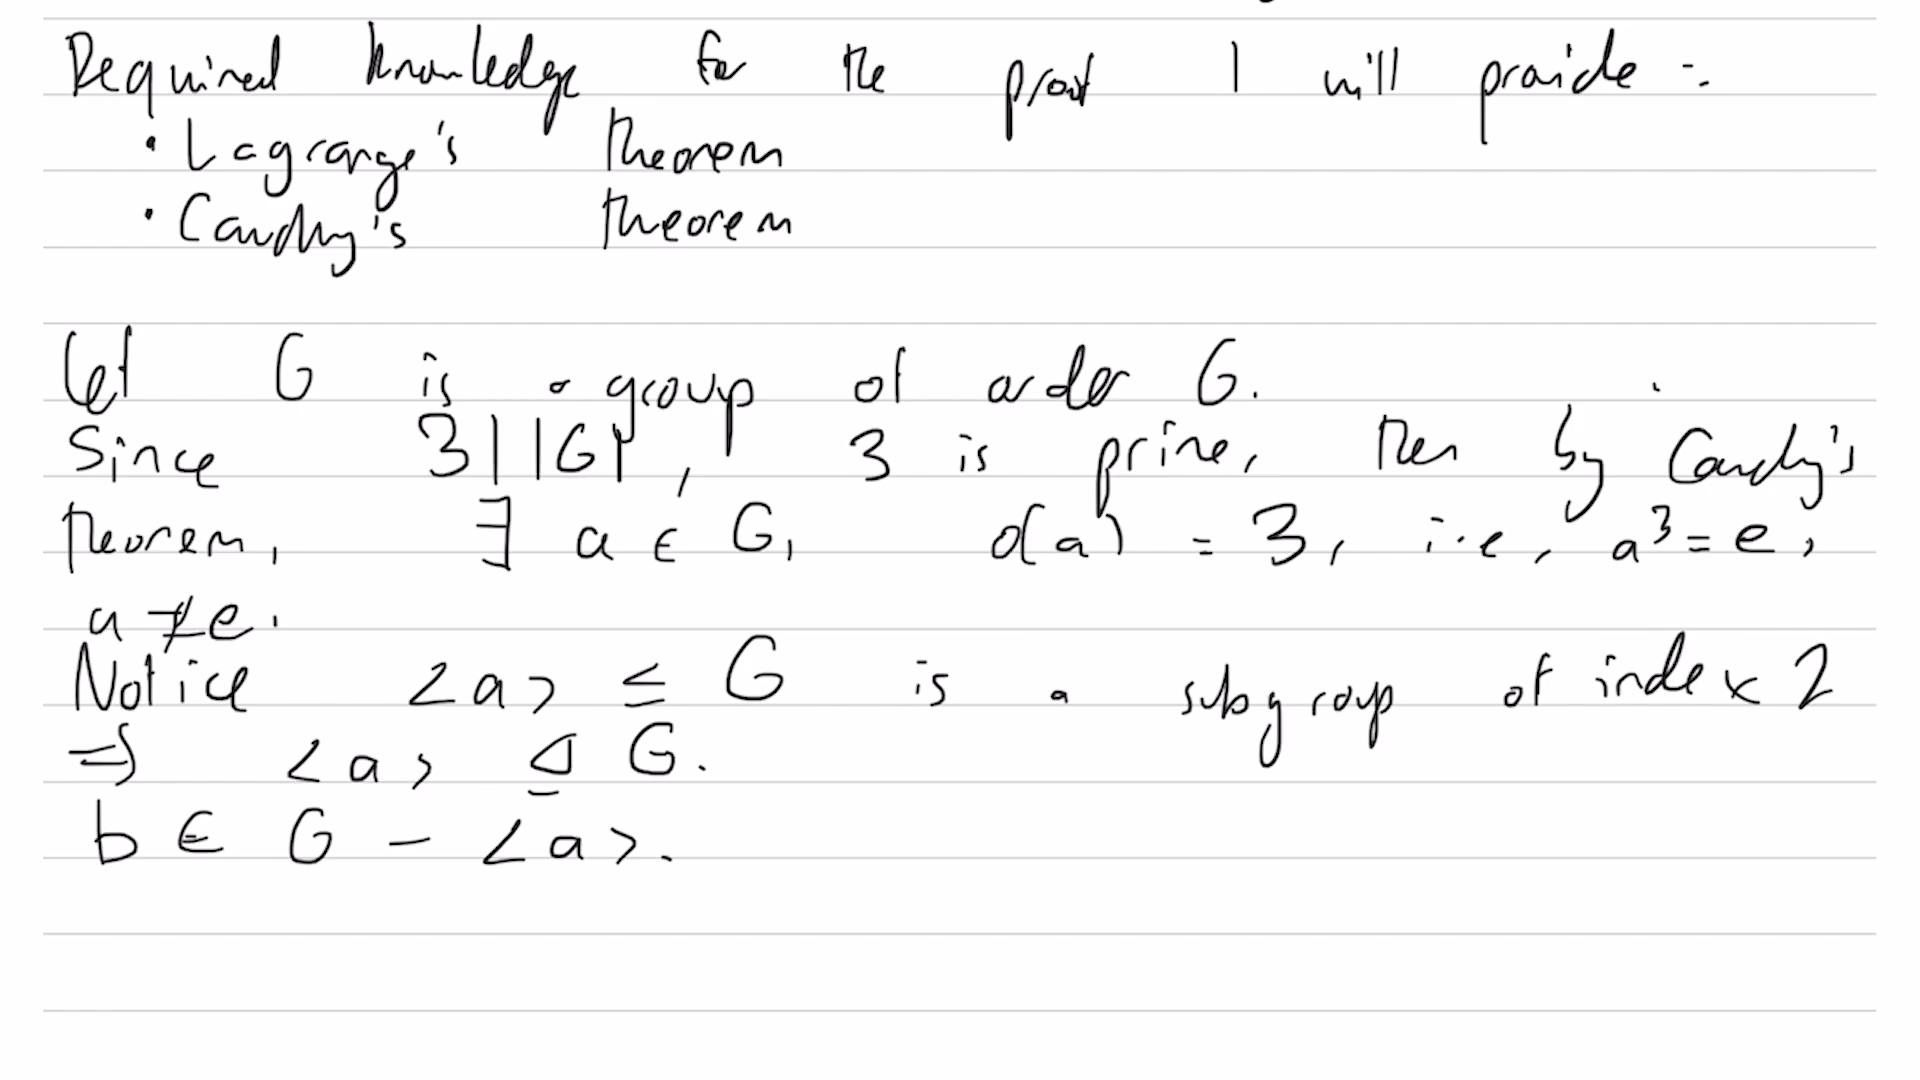 Required knowledge for the proof I will provide :-
• Lagrange's theorem
• Cauchy's theorem
Let G is a group of order 6.
Since 3 | |G|, 3 is prime, then by Cauchy's
theorem, ∃ a ∈ G, o(a) = 3, i.e, a³ = e,
a ≠ e.
Notice <a> ≤ G is a subgroup of index 2
⇒ <a> ⊴ G.
b ∈ G - <a>.